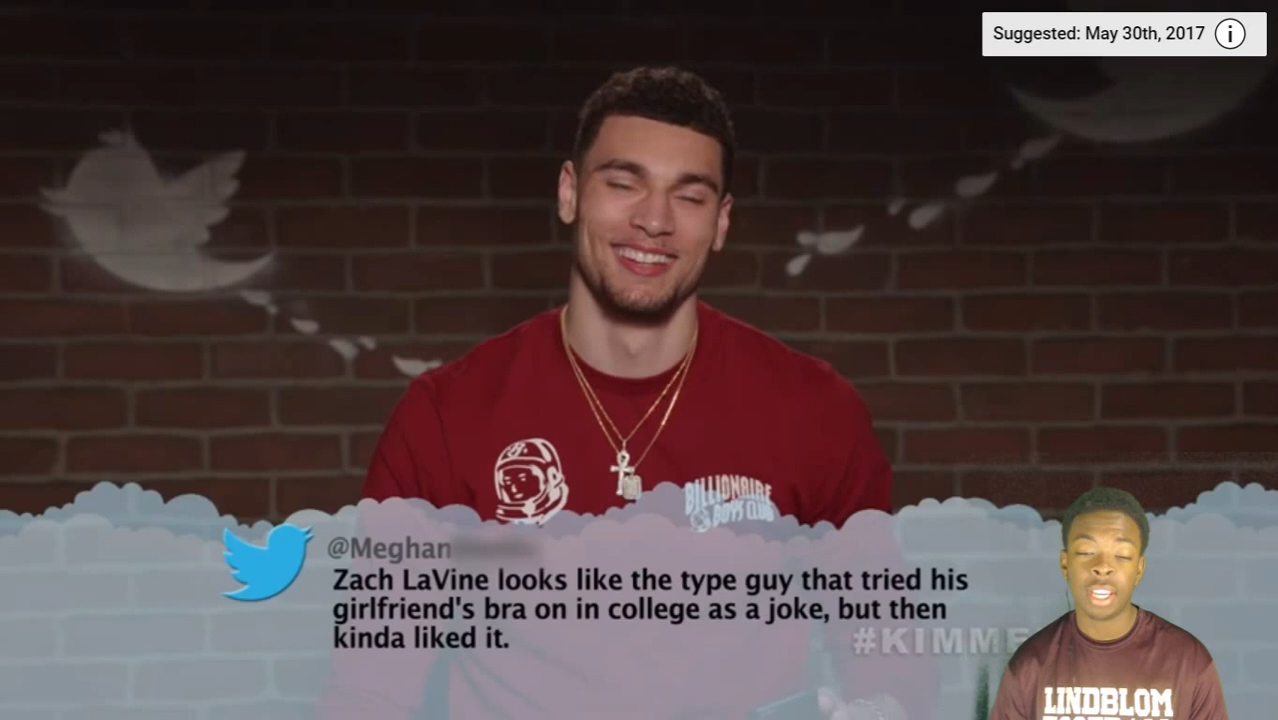 Suggested: May 30th, 2017
BILLIONAIRE
BOYS CLUB
@Meghan
Zach LaVine looks like the type guy that tried his
girlfriend's bra on in college as a joke, but then
kinda liked it.
#KIMME
LINDBLOM